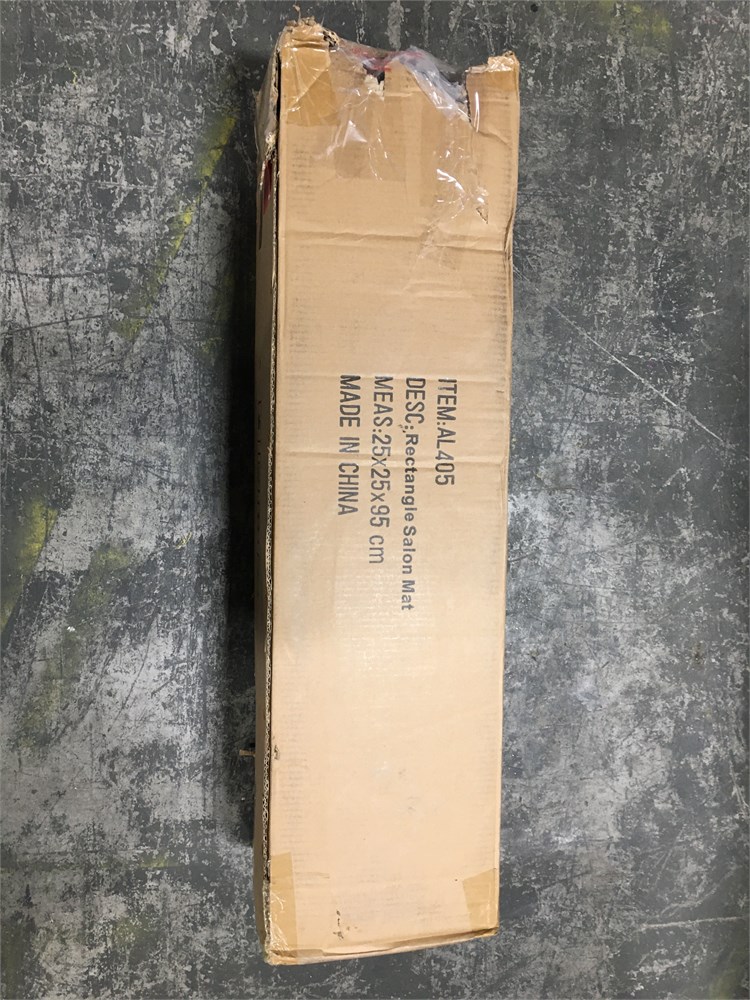 ITEM:AL405
DESC:Rectangle Salon Mat
MEAS:25x25x95 cm
MADE IN CHINA